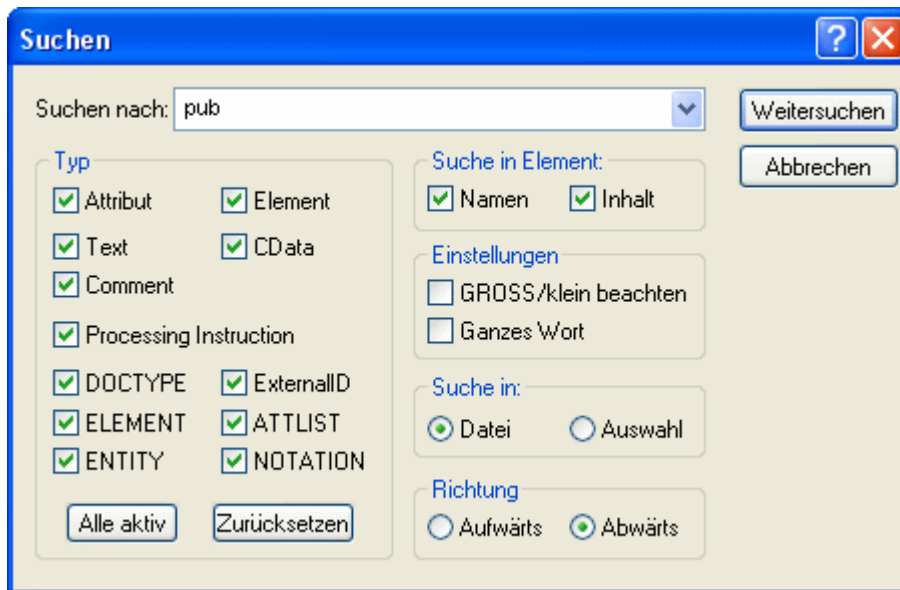 Suchen
Suchen nach: pub
Weitersuchen
Abbrechen
Typ
Attribut Element
Text CData
Comment
Processing Instruction
DOCTYPE ExternalID
ELEMENT ATTLIST
ENTITY NOTATION
Alle aktiv Zurücksetzen
Suche in Element:
Namen Inhalt
Einstellungen
GROSS/klein beachten
Ganzes Wort
Suche in:
Datei Auswahl
Richtung
Aufwärts Abwärts